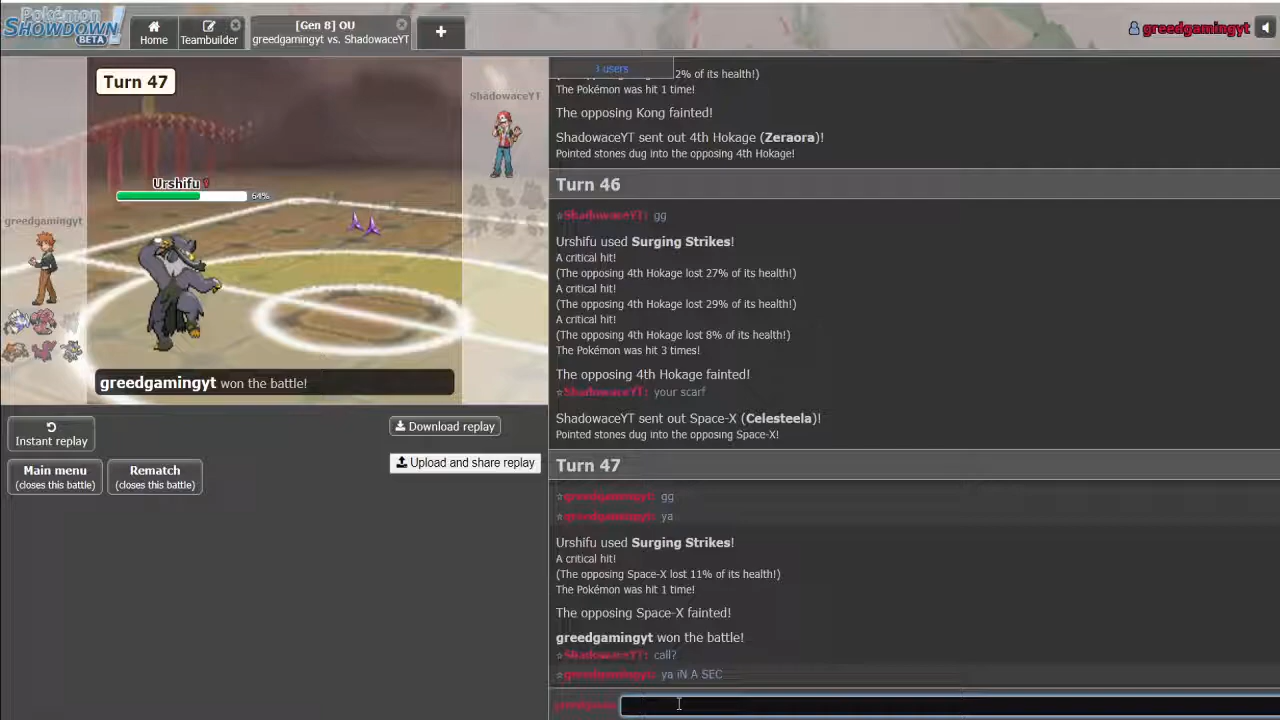 Pokémon
SHOWDOWN!
BETA
Home
Teambuilder
[Gen 8] OU
greedgamingyt vs. ShadowaceYT
+
greedgamingyt
Turn 47
ShadowaceYT
Urshifu
64%
greedgamingyt
greedgamingyt won the battle!
Instant replay
Download replay
Upload and share replay
Main menu
(closes this battle)
Rematch
(closes this battle)
3 users
2% of its health!)
The Pokémon was hit 1 time!
The opposing Kong fainted!
ShadowaceYT sent out 4th Hokage (Zeraora)!
Pointed stones dug into the opposing 4th Hokage!
Turn 46
☆ShadowaceYT: gg
Urshifu used Surging Strikes!
A critical hit!
(The opposing 4th Hokage lost 27% of its health!)
A critical hit!
(The opposing 4th Hokage lost 29% of its health!)
A critical hit!
(The opposing 4th Hokage lost 8% of its health!)
The Pokémon was hit 3 times!
The opposing 4th Hokage fainted!
☆ShadowaceYT: your scarf
ShadowaceYT sent out Space-X (Celesteela)!
Pointed stones dug into the opposing Space-X!
Turn 47
☆greedgamingyt: gg
☆greedgamingyt: ya
Urshifu used Surging Strikes!
A critical hit!
(The opposing Space-X lost 11% of its health!)
The Pokémon was hit 1 time!
The opposing Space-X fainted!
greedgamingyt won the battle!
☆ShadowaceYT: call?
☆greedgamingyt: ya iN A SEC